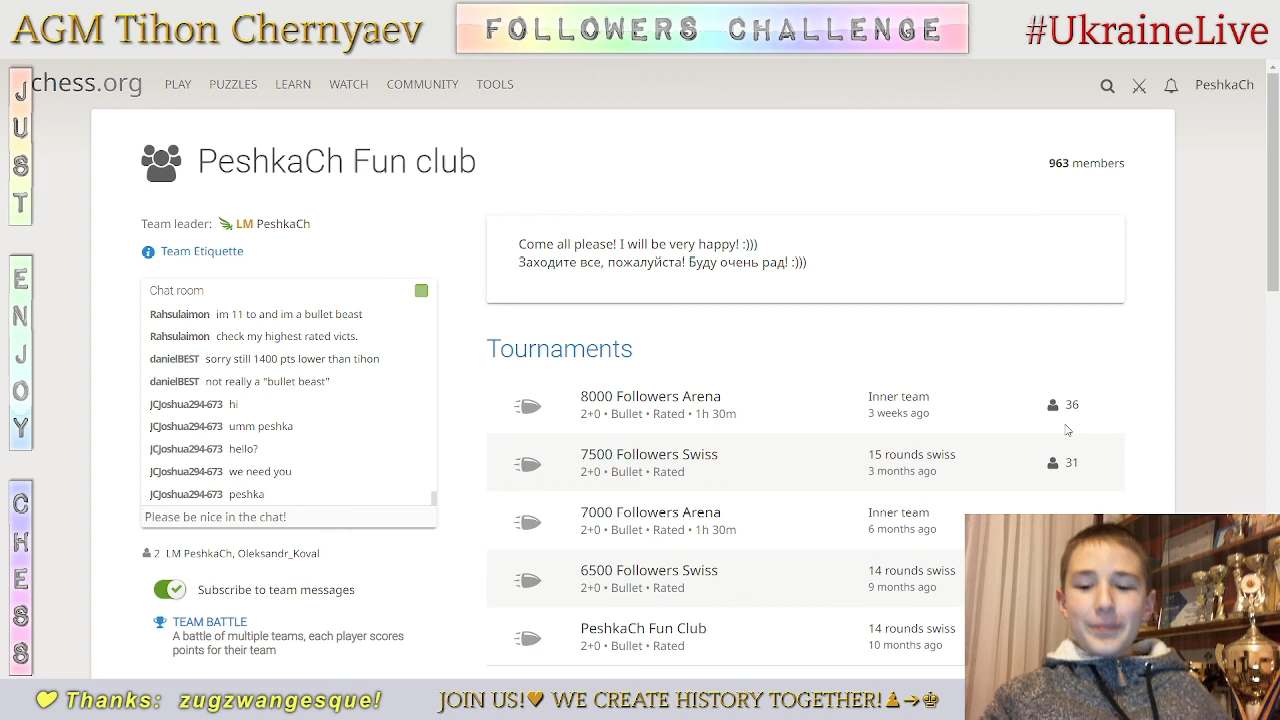 AGM Tihon Chernyaev
FOLLOWERS CHALLENGE
#UkraineLive
JUST
ENJOY
CHESS
chess.org
PLAY PUZZLES LEARN WATCH COMMUNITY TOOLS
PeshkaCh
PeshkaCh Fun club
963 members
Team leader: LM PeshkaCh
Team Etiquette
Come all please! I will be very happy! :)))
Заходите все, пожалуйста! Буду очень рад! :)))
Chat room
Rahsulaimon im 11 to and im a bullet beast
Rahsulaimon check my highest rated victs.
danielBEST sorry still 1400 pts lower than tihon
danielBEST not really a "bullet beast"
JCJoshua294-673 hi
JCJoshua294-673 umm peshka
JCJoshua294-673 hello?
JCJoshua294-673 we need you
JCJoshua294-673 peshka
Please be nice in the chat!
2 LM PeshkaCh, Oleksandr_Koval
Subscribe to team messages
TEAM BATTLE
A battle of multiple teams, each player scores
points for their team
Tournaments
8000 Followers Arena
2+0 • Bullet • Rated • 1h 30m
Inner team
3 weeks ago
36
7500 Followers Swiss
2+0 • Bullet • Rated
15 rounds swiss
3 months ago
31
7000 Followers Arena
2+0 • Bullet • Rated • 1h 30m
Inner team
6 months ago
6500 Followers Swiss
2+0 • Bullet • Rated
14 rounds swiss
9 months ago
PeshkaCh Fun Club
2+0 • Bullet • Rated
14 rounds swiss
10 months ago
Thanks: zugzwangesque!
JOIN US! WE CREATE HISTORY TOGETHER!